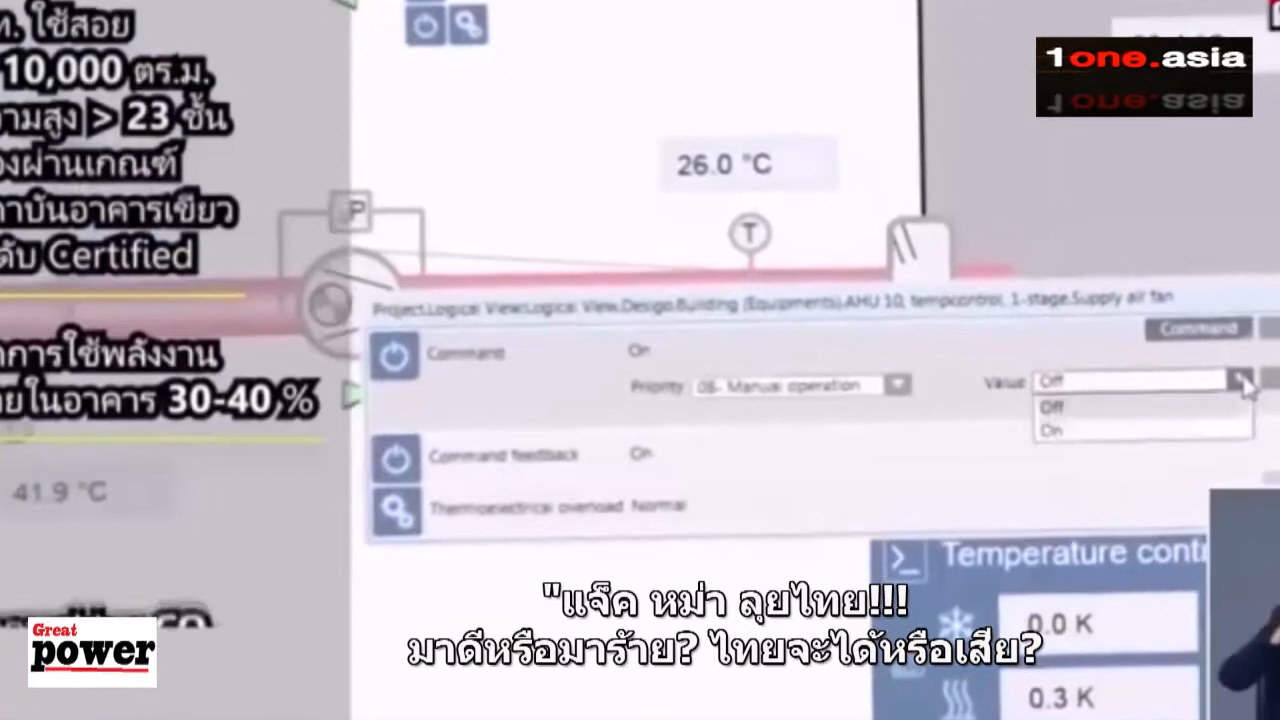 ท. ใช้สอย
10,000 ตร.ม.
ามสูง > 23 ชั้น
องผ่านเกณฑ์
าบันอาคารเขียว
ดับ Certified
การใช้พลังงาน
ยในอาคาร 30-40 %
41.9 °C
1one.asia
26.0 °C
P
T
Project.Logical View:Logical View.Desigo.Building (Equipments).AHU 10, tempcontrol, 1-stage.Supply air fan
Command
Command On
Priority 08- Manual operation Value Off
Off
On
Command feedback On
Thermoelectrical overload Normal
Temperature cont
0.0 K
0.3 K
"แจ็ค หม่า ลุยไทย!!!
มาดีหรือมาร้าย? ไทยจะได้หรือเสีย?
Great
power